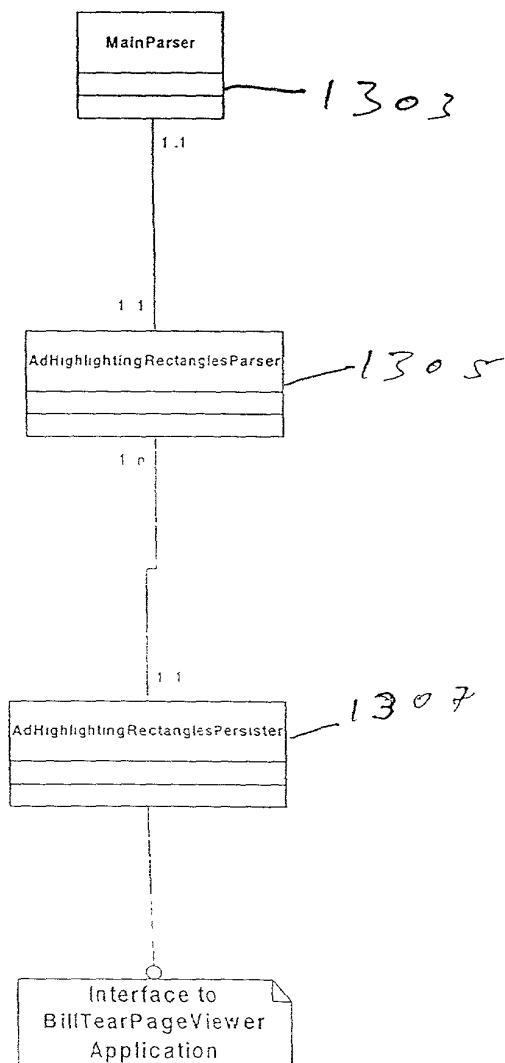 MainParser
1303
1.1
1 1
AdHighlightingRectanglesParser
1305
1 n
1 1
AdHighlightingRectanglesPersister
1307
Interface to
BillTearPageViewer
Application